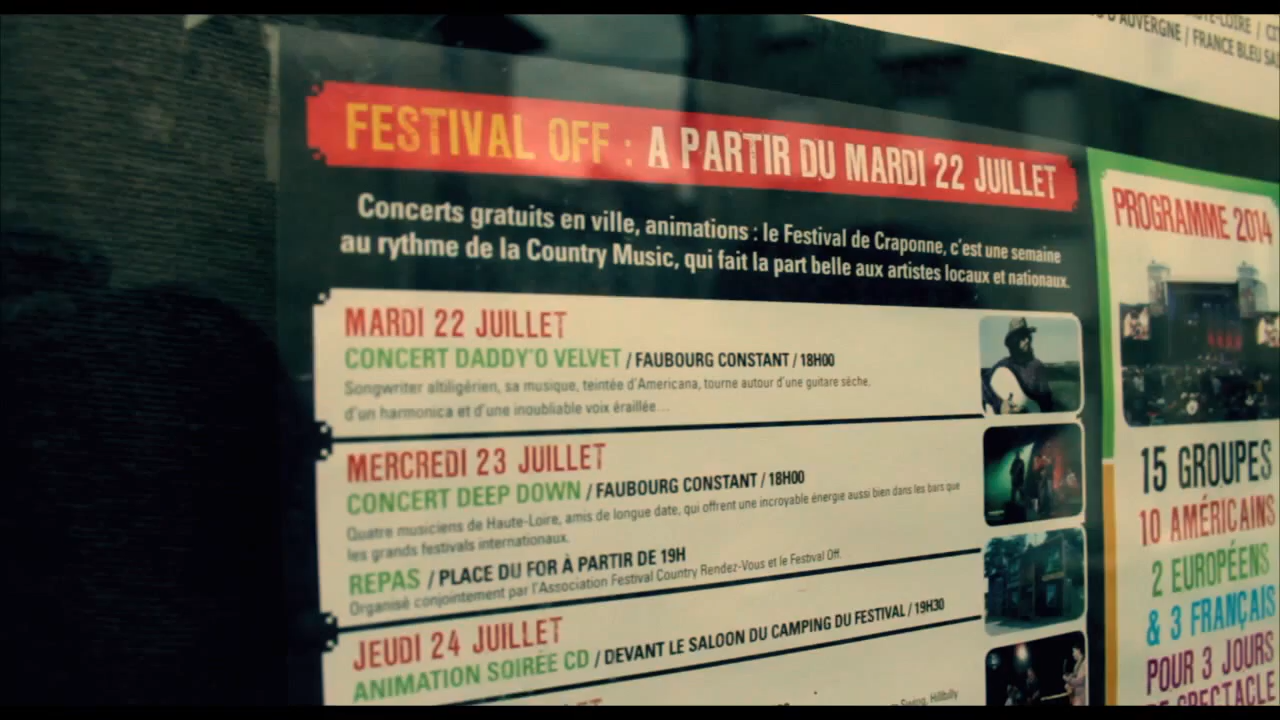 FESTIVAL OFF : A PARTIR DU MARDI 22 JUILLET
Concerts gratuits en ville, animations : le Festival de Craponne, c'est une semaine
au rythme de la Country Music, qui fait la part belle aux artistes locaux et nationaux.
MARDI 22 JUILLET
CONCERT DADDY'O VELVET / FAUBOURG CONSTANT / 18H00
Songwriter altiligérien, sa musique, teintée d'Americana, tourne autour d'une guitare sèche,
d'un harmonica et d'une inoubliable voix éraillée...
MERCREDI 23 JUILLET
CONCERT DEEP DOWN / FAUBOURG CONSTANT / 18H00
Quatre musiciens de Haute-Loire, amis de longue date, qui offrent une incroyable énergie aussi bien dans les bars que
les grands festivals internationaux.
REPAS / PLACE DU FOR À PARTIR DE 19H
Organisé conjointement par l'Association Festival Country Rendez-Vous et le Festival Off.
JEUDI 24 JUILLET
ANIMATION SOIRÉE CD / DEVANT LE SALOON DU CAMPING DU FESTIVAL / 19H30
Swing, Hillbilly
D'AUVERGNE / FRANCE BLEU
PROGRAMME 2014
15 GROUPES
10 AMÉRICAINS
2 EUROPÉENS
& 3 FRANÇAIS
POUR 3 JOURS
DE SPECTACLE